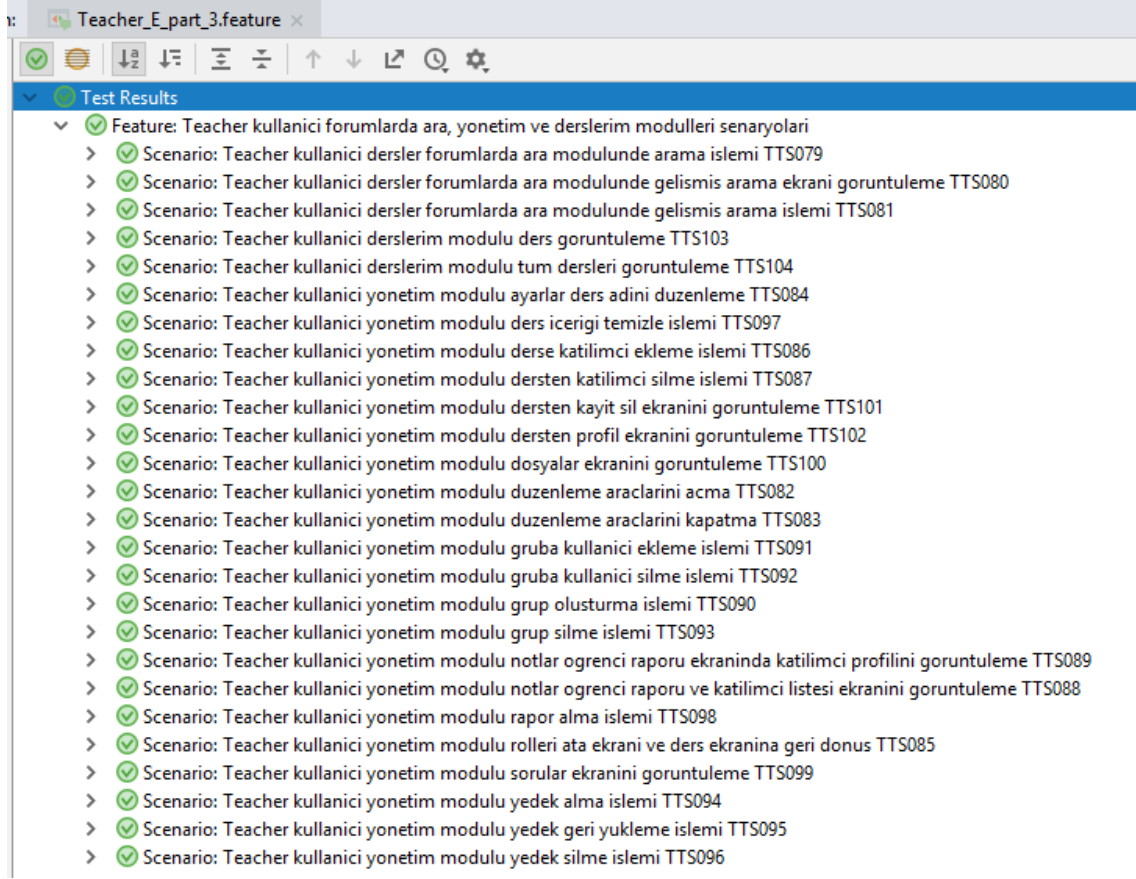 n:
Teacher_E_part_3.feature
Test Results
Feature: Teacher kullanici forumlarda ara, yonetim ve derslerim modulleri senaryolari
Scenario: Teacher kullanici dersler forumlarda ara modulunde arama islemi TTS079
Scenario: Teacher kullanici dersler forumlarda ara modulunde gelismis arama ekrani goruntuleme TTS080
Scenario: Teacher kullanici dersler forumlarda ara modulunde gelismis arama islemi TTS081
Scenario: Teacher kullanici derslerim modulu ders goruntuleme TTS103
Scenario: Teacher kullanici derslerim modulu tum dersleri goruntuleme TTS104
Scenario: Teacher kullanici yonetim modulu ayarlar ders adini duzenleme TTS084
Scenario: Teacher kullanici yonetim modulu ders icerigi temizle islemi TTS097
Scenario: Teacher kullanici yonetim modulu derse katilimci ekleme islemi TTS086
Scenario: Teacher kullanici yonetim modulu dersten katilimci silme islemi TTS087
Scenario: Teacher kullanici yonetim modulu dersten kayit sil ekranini goruntuleme TTS101
Scenario: Teacher kullanici yonetim modulu dersten profil ekranini goruntuleme TTS102
Scenario: Teacher kullanici yonetim modulu dosyalar ekranini goruntuleme TTS100
Scenario: Teacher kullanici yonetim modulu duzenleme araclarini acma TTS082
Scenario: Teacher kullanici yonetim modulu duzenleme araclarini kapatma TTS083
Scenario: Teacher kullanici yonetim modulu gruba kullanici ekleme islemi TTS091
Scenario: Teacher kullanici yonetim modulu gruba kullanici silme islemi TTS092
Scenario: Teacher kullanici yonetim modulu grup olusturma islemi TTS090
Scenario: Teacher kullanici yonetim modulu grup silme islemi TTS093
Scenario: Teacher kullanici yonetim modulu notlar ogrenci raporu ekraninda katilimci profilini goruntuleme TTS089
Scenario: Teacher kullanici yonetim modulu notlar ogrenci raporu ve katilimci listesi ekranini goruntuleme TTS088
Scenario: Teacher kullanici yonetim modulu rapor alma islemi TTS098
Scenario: Teacher kullanici yonetim modulu rolleri ata ekrani ve ders ekranina geri donus TTS085
Scenario: Teacher kullanici yonetim modulu sorular ekranini goruntuleme TTS099
Scenario: Teacher kullanici yonetim modulu yedek alma islemi TTS094
Scenario: Teacher kullanici yonetim modulu yedek geri yukleme islemi TTS095
Scenario: Teacher kullanici yonetim modulu yedek silme islemi TTS096